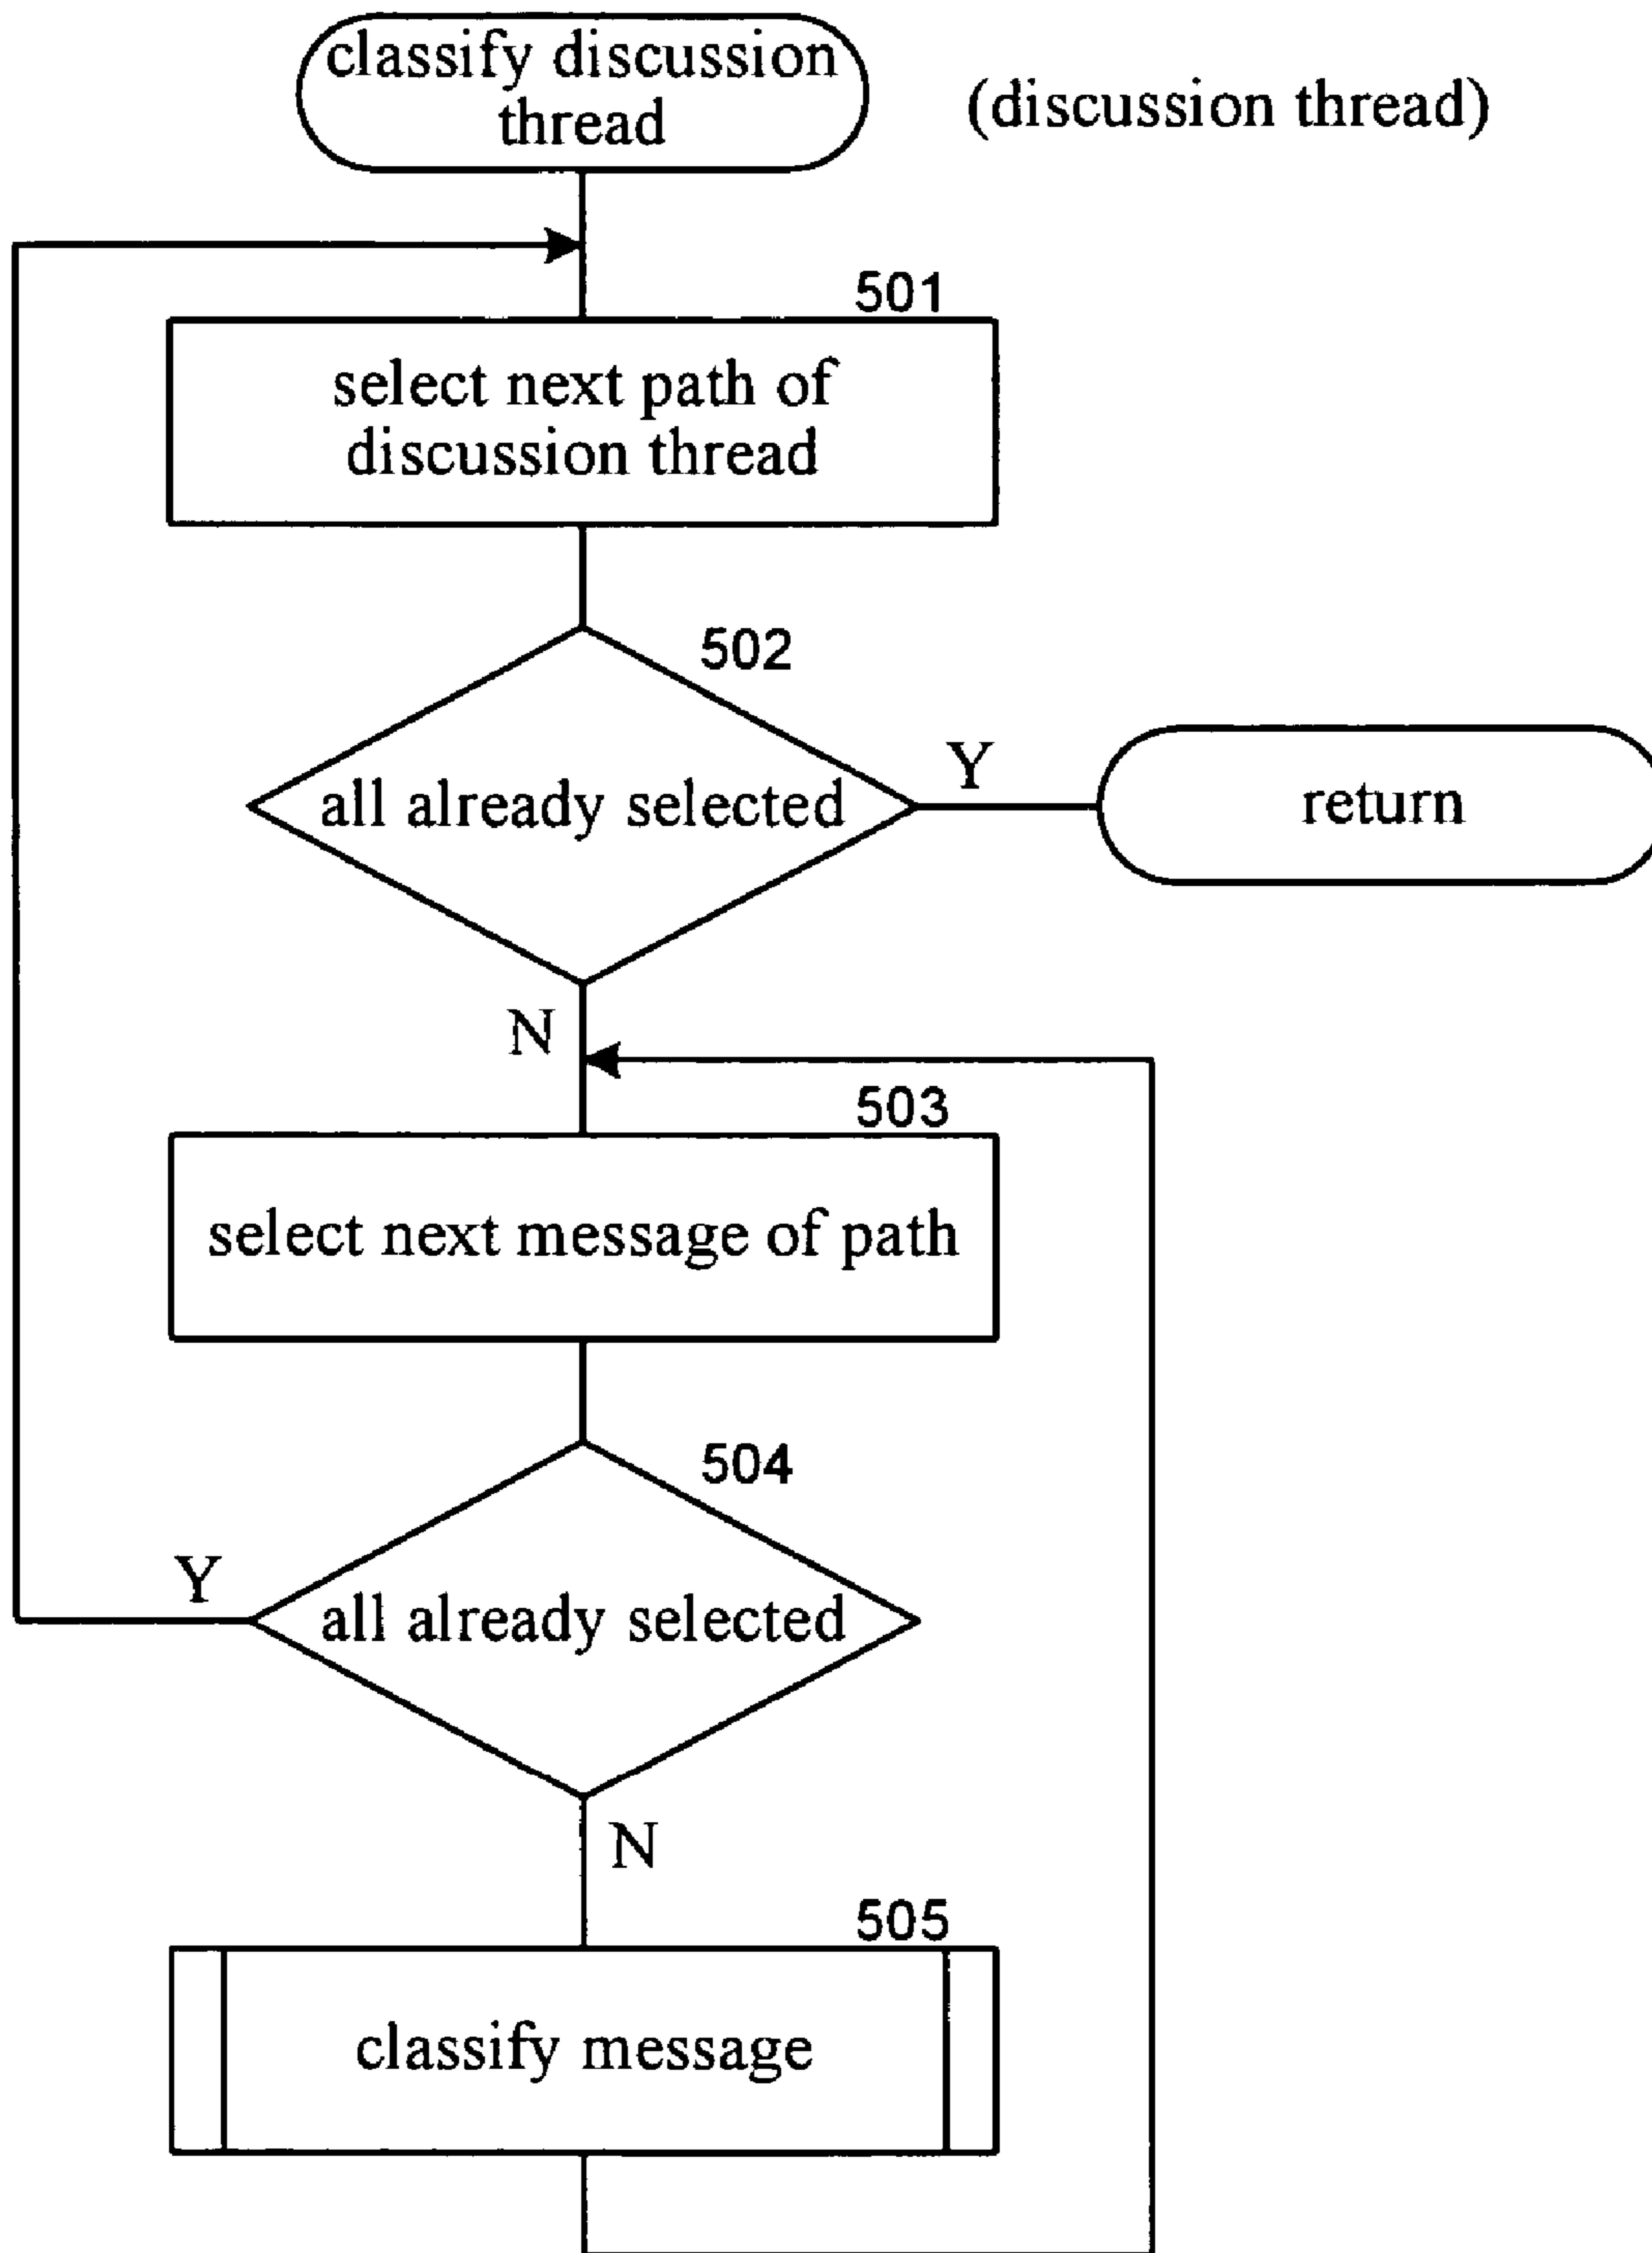 classify discussion
thread
(discussion thread)
501
select next path of
discussion thread
502
all already selected
Y
return
N
503
select next message of path
504
Y
all already selected
N
505
classify message